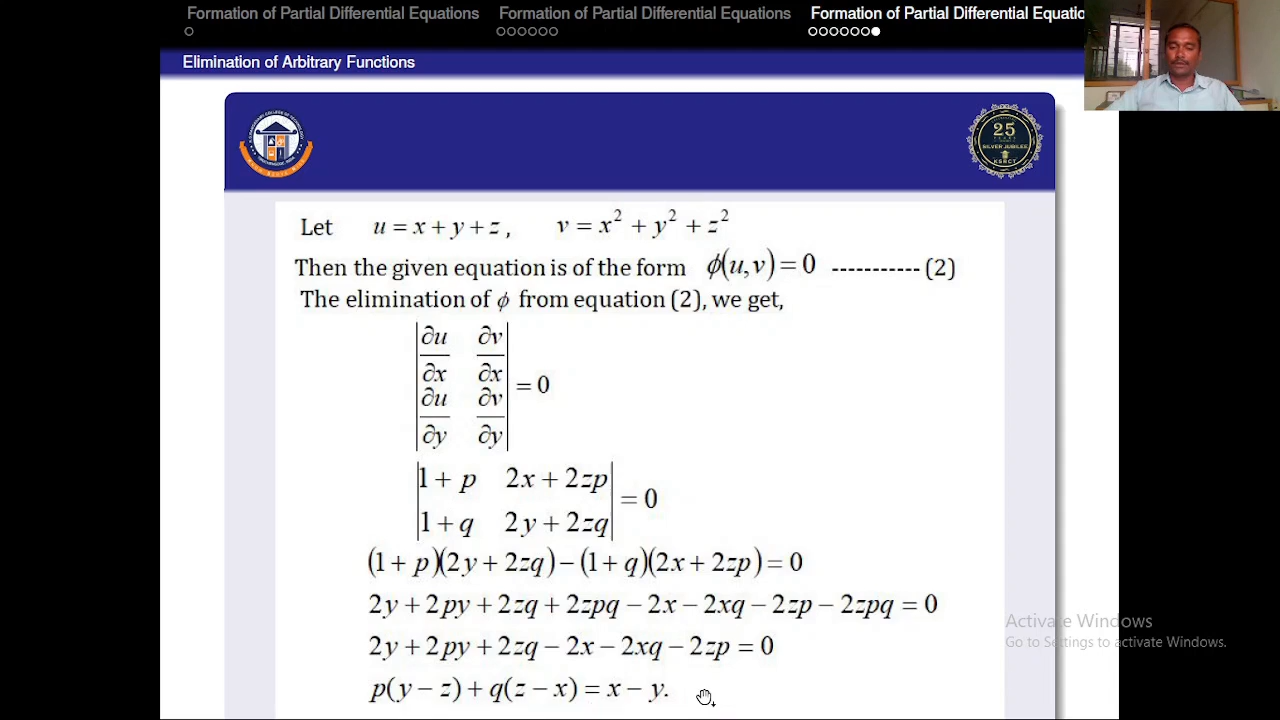 Formation of Partial Differential Equations Formation of Partial Differential Equations Formation of Partial Differential Equatio
Elimination of Arbitrary Functions
25
SILVER JUBILEE
KSRCT
Let u = x + y + z , v = x² + y² + z²
Then the given equation is of the form ϕ(u,v) = 0 ----------- (2)
The elimination of ϕ from equation (2), we get,
|∂u/∂x ∂v/∂x|
|∂u/∂y ∂v/∂y| = 0
|1 + p 2x + 2zp|
|1 + q 2y + 2zq| = 0
(1 + p)(2y + 2zq) − (1 + q)(2x + 2zp) = 0
2y + 2py + 2zq + 2zpq − 2x − 2xq − 2zp − 2zpq = 0
2y + 2py + 2zq − 2x − 2xq − 2zp = 0
p(y − z) + q(z − x) = x − y.
Activate Windows
Go to Settings to activate Windows.